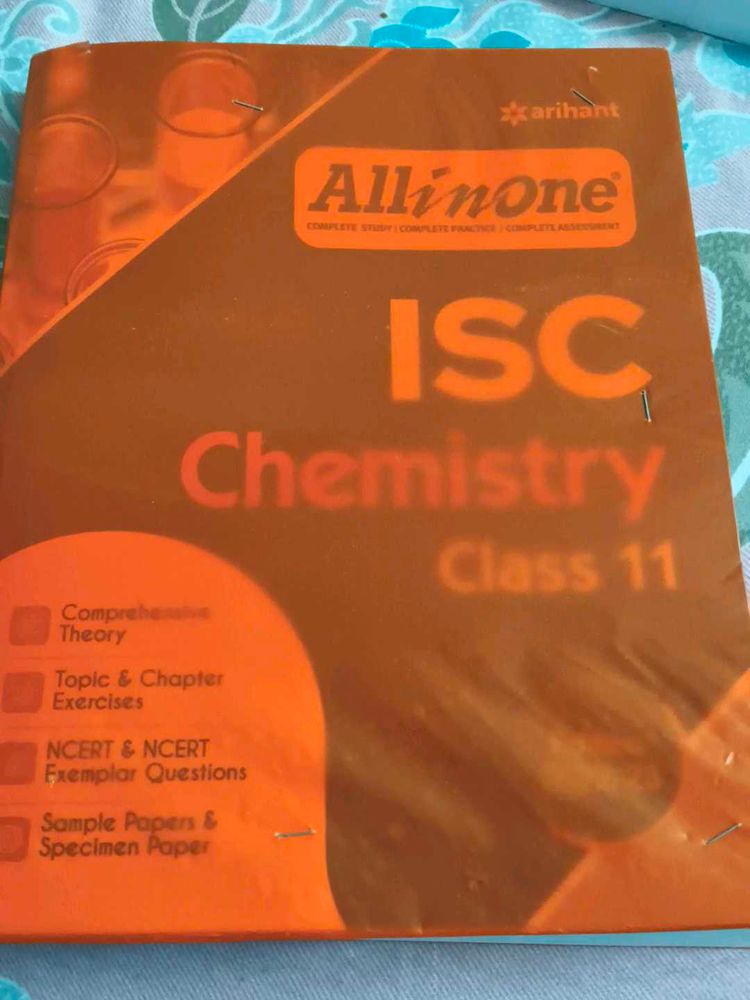 arihant
All in One®
COMPLETE STUDY | COMPLETE PRACTICE | COMPLETE ASSESSMENT
ISC
Chemistry
Class 11
Comprehensive
Theory
Topic & Chapter
Exercises
NCERT & NCERT
Exemplar Questions
Sample Papers &
Specimen Paper